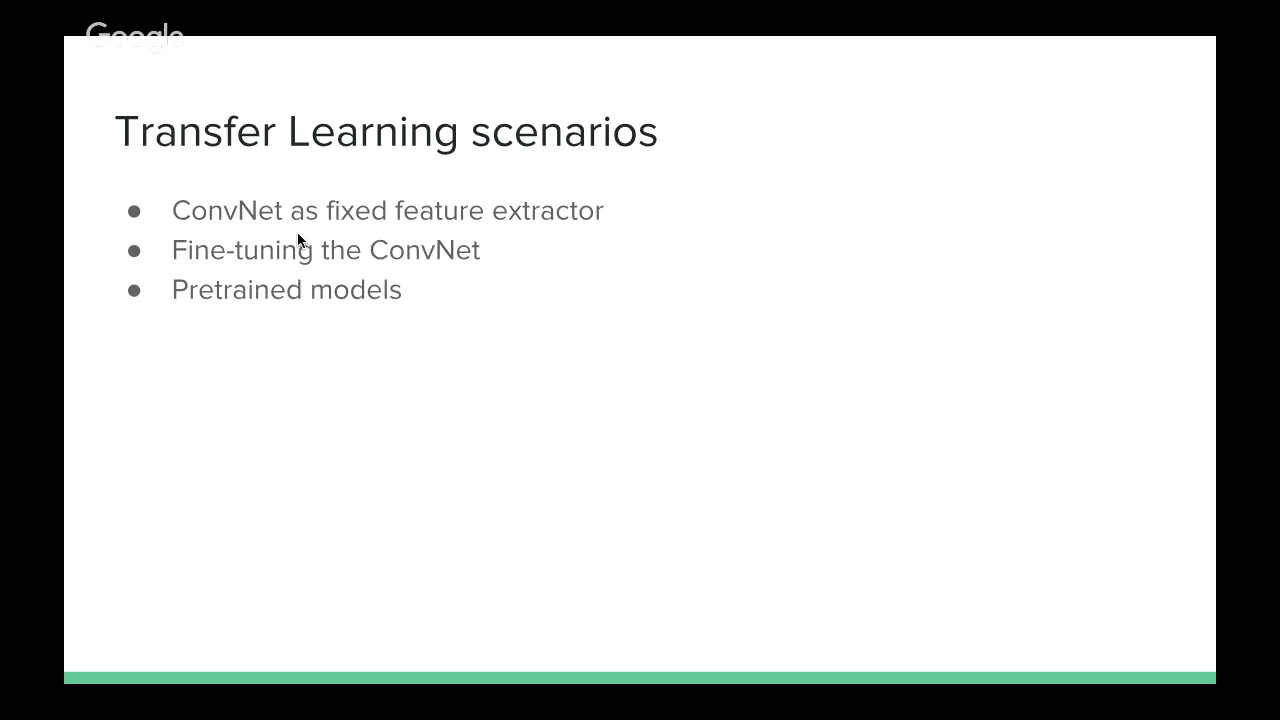 Google
Transfer Learning scenarios
● ConvNet as fixed feature extractor
● Fine-tuning the ConvNet
● Pretrained models